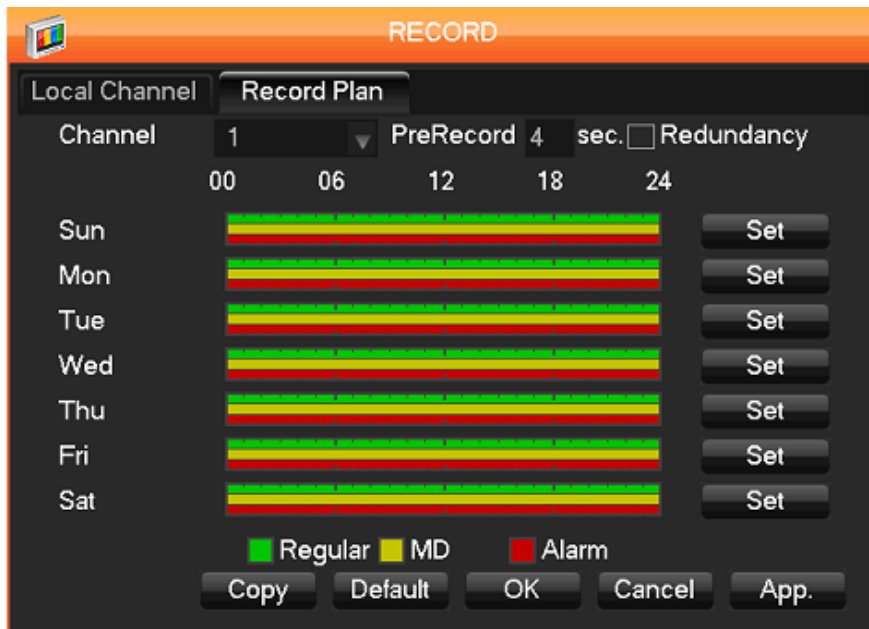 RECORD
Local Channel Record Plan
Channel 1 PreRecord 4 sec. Redundancy
00 06 12 18 24
Sun Set
Mon Set
Tue Set
Wed Set
Thu Set
Fri Set
Sat Set
Regular MD Alarm
Copy Default OK Cancel App.